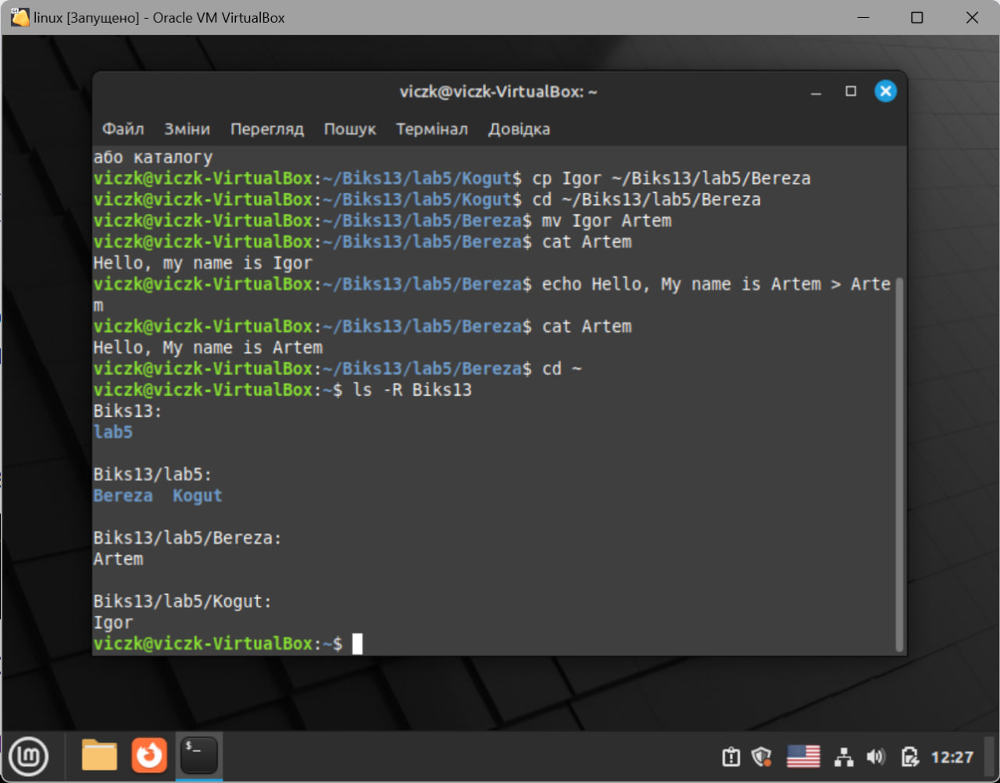 linux [Запущено] - Oracle VM VirtualBox
viczk@viczk-VirtualBox: ~
Файл Зміни Перегляд Пошук Термінал Довідка
або каталогу
viczk@viczk-VirtualBox:~/Biks13/lab5/Kogut$ cp Igor ~/Biks13/lab5/Bereza
viczk@viczk-VirtualBox:~/Biks13/lab5/Kogut$ cd ~/Biks13/lab5/Bereza
viczk@viczk-VirtualBox:~/Biks13/lab5/Bereza$ mv Igor Artem
viczk@viczk-VirtualBox:~/Biks13/lab5/Bereza$ cat Artem
Hello, my name is Igor
viczk@viczk-VirtualBox:~/Biks13/lab5/Bereza$ echo Hello, My name is Artem > Arte
m
viczk@viczk-VirtualBox:~/Biks13/lab5/Bereza$ cat Artem
Hello, My name is Artem
viczk@viczk-VirtualBox:~/Biks13/lab5/Bereza$ cd ~
viczk@viczk-VirtualBox:~$ ls -R Biks13
Biks13:
lab5
Biks13/lab5:
Bereza Kogut
Biks13/lab5/Bereza:
Artem
Biks13/lab5/Kogut:
Igor
viczk@viczk-VirtualBox:~$
12:27